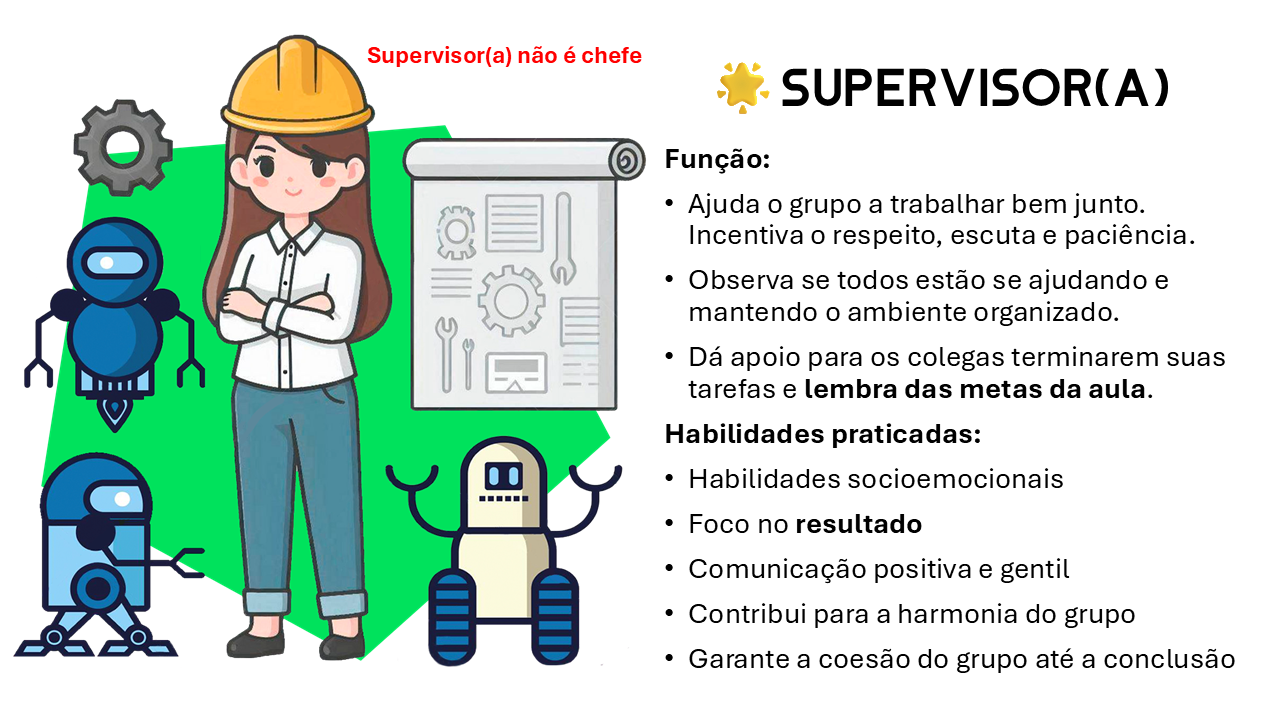 Supervisor(a) não é chefe
SUPERVISOR(A)
Função:
• Ajuda o grupo a trabalhar bem junto.
Incentiva o respeito, escuta e paciência.
• Observa se todos estão se ajudando e
mantendo o ambiente organizado.
• Dá apoio para os colegas terminarem suas
tarefas e lembra das metas da aula.
Habilidades praticadas:
• Habilidades socioemocionais
• Foco no resultado
• Comunicação positiva e gentil
• Contribui para a harmonia do grupo
• Garante a coesão do grupo até a conclusão